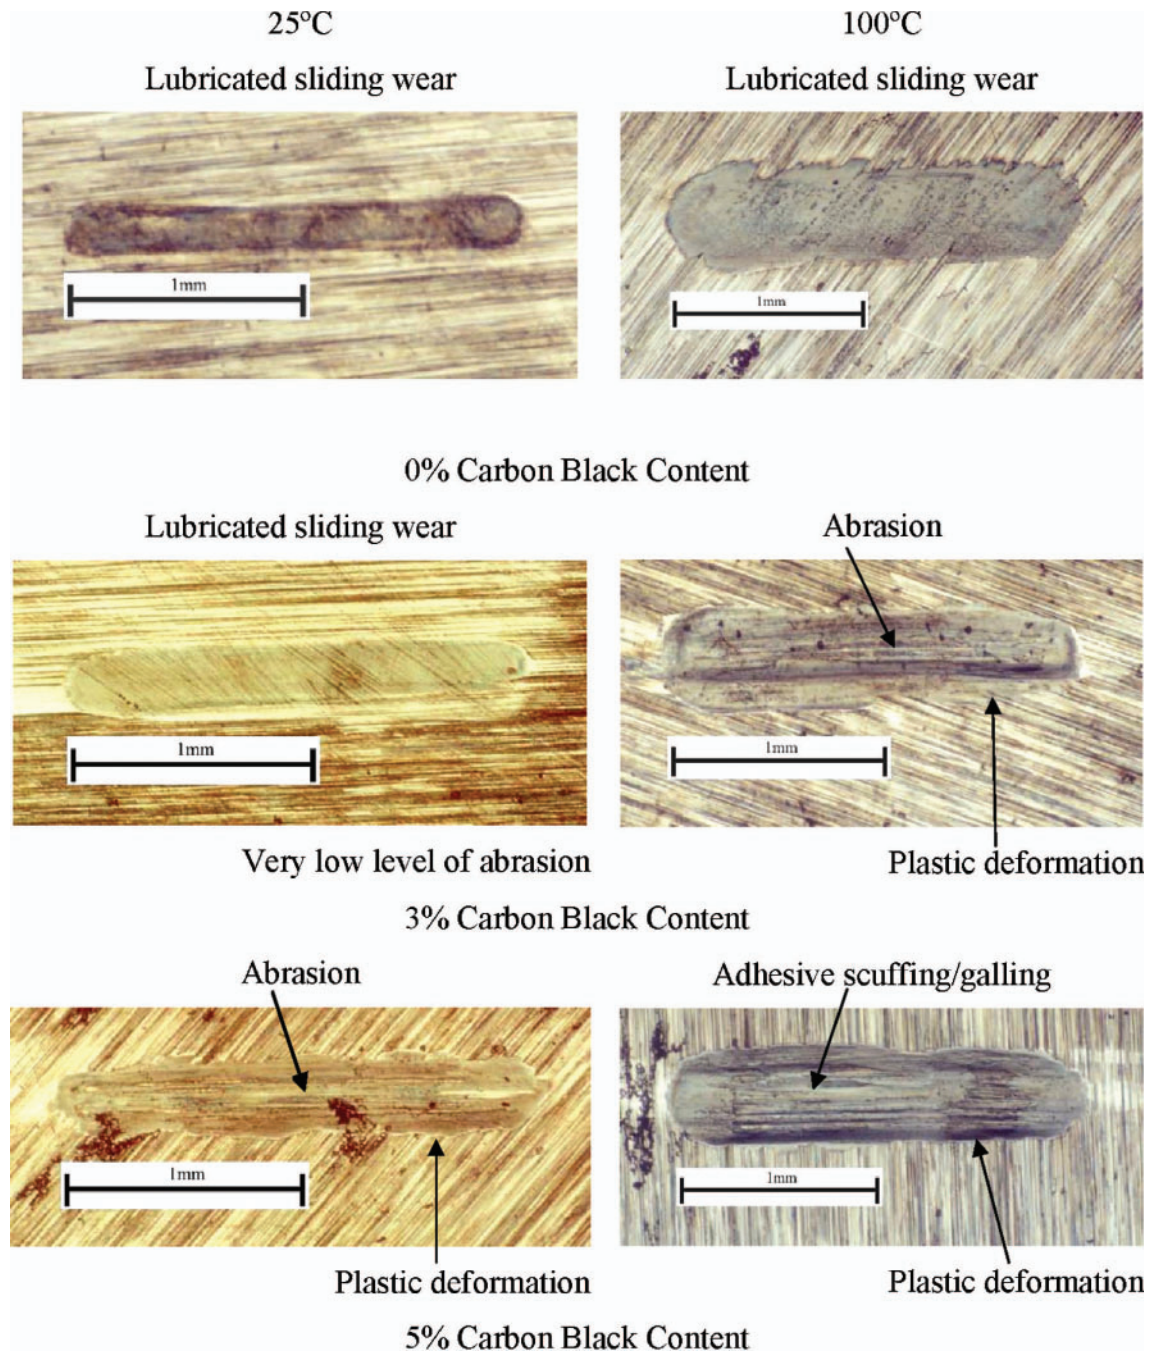 25°C
100°C
Lubricated sliding wear
Lubricated sliding wear
1mm
1mm
0% Carbon Black Content
Lubricated sliding wear
Abrasion
1mm
1mm
Very low level of abrasion
Plastic deformation
3% Carbon Black Content
Abrasion
Adhesive scuffing/galling
1mm
1mm
Plastic deformation
Plastic deformation
5% Carbon Black Content